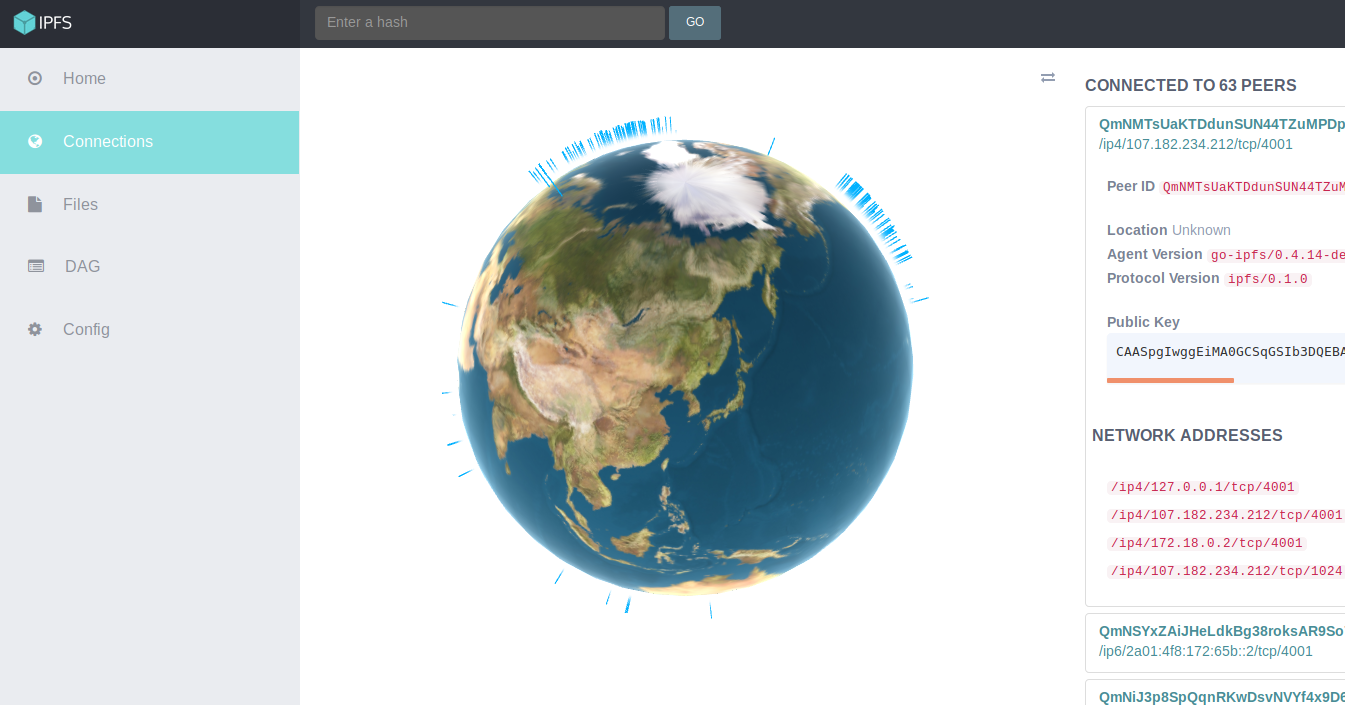 IPFS
Enter a hash
GO
Home
Connections
Files
DAG
Config
CONNECTED TO 63 PEERS
QmNMTsUaKTDdunSUN44TZuMPDp
/ip4/107.182.234.212/tcp/4001
Peer ID QmNMTsUaKTDdunSUN44TZuM
Location Unknown
Agent Version go-ipfs/0.4.14-de
Protocol Version ipfs/0.1.0
Public Key
CAASpgIwggEiMA0GCSqGSIb3DQEBA
NETWORK ADDRESSES
/ip4/127.0.0.1/tcp/4001
/ip4/107.182.234.212/tcp/4001
/ip4/172.18.0.2/tcp/4001
/ip4/107.182.234.212/tcp/1024
QmNSYxZAiJHeLdkBg38roksAR9So
/ip6/2a01:4f8:172:65b::2/tcp/4001
QmNiJ3p8SpQqnRKwDsvNVYf4x9D6